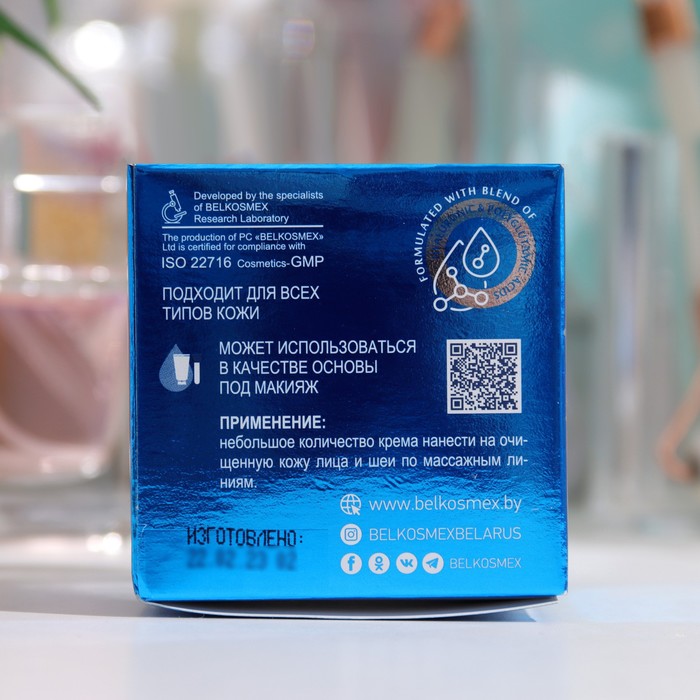 Developed by the specialists
of BELKOSMEX
Research Laboratory
The production of PC «BELKOSMEX»
Ltd is certified for compliance with
ISO 22716 Cosmetics-GMP
FORMULATED WITH BLEND OF
& POLYGLUTAMIC ACIDS
ПОДХОДИТ ДЛЯ ВСЕХ
ТИПОВ КОЖИ
МОЖЕТ ИСПОЛЬЗОВАТЬСЯ
В КАЧЕСТВЕ ОСНОВЫ
ПОД МАКИЯЖ
ПРИМЕНЕНИЕ:
небольшое количество крема нанести на очи-
щенную кожу лица и шеи по массажным ли-
ниям.
www.belkosmex.by
BELKOSMEXBELARUS
BELKOSMEX
ИЗГОТОВЛЕНО: